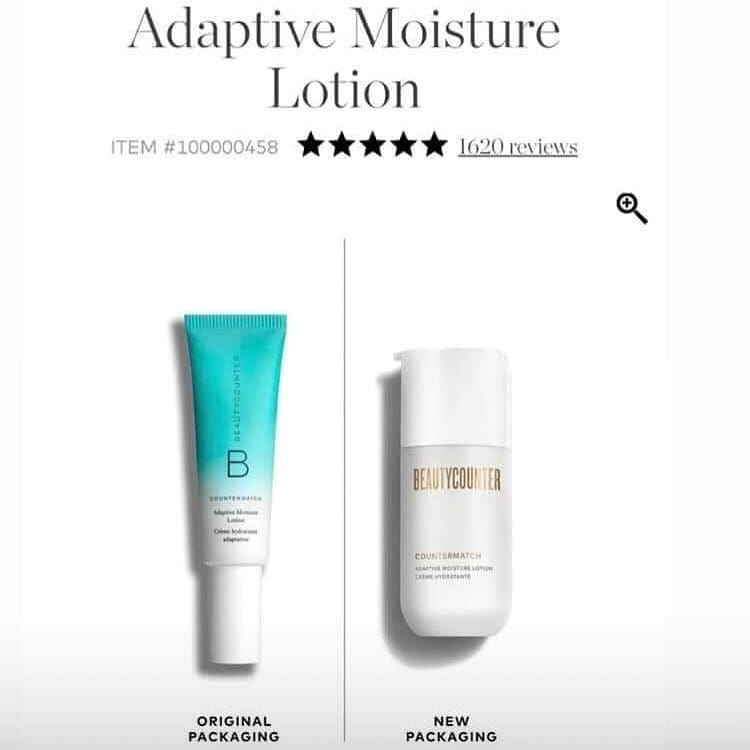 Adaptive Moisture
Lotion
ITEM #100000458 ★★★★★ 1620 reviews
BEAUTYCOUNTER
B
COUNTERMATCH
Adaptive Moisture
Lotion
Crème hydratante
adaptative
BEAUTYCOUNTER
COUNTERMATCH
ADAPTIVE MOISTURE LOTION
CRÈME HYDRATANTE
ORIGINAL
PACKAGING
NEW
PACKAGING